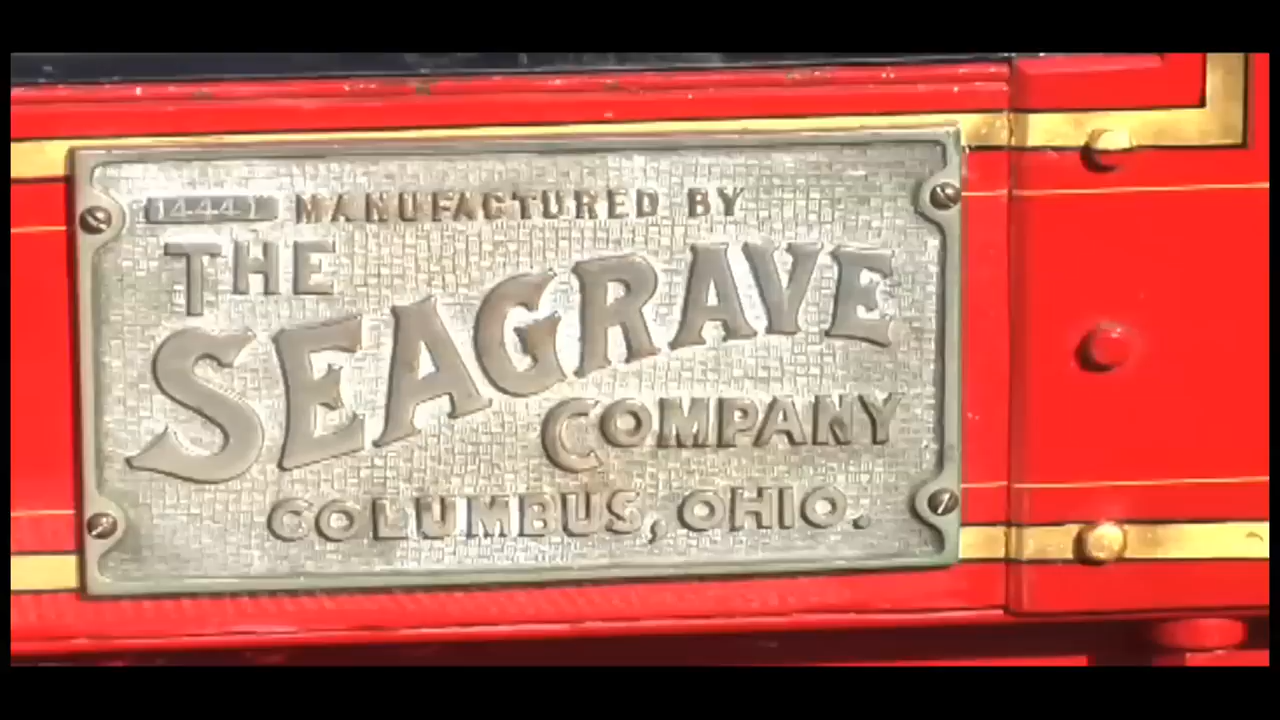 MANUFACTURED BY
THE
SEAGRAVE
COMPANY
COLUMBUS, OHIO.